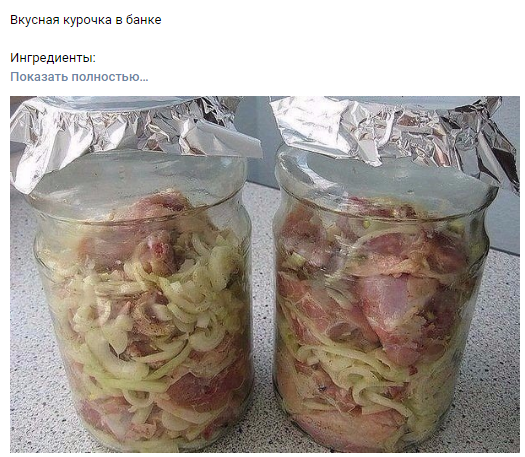 Вкусная курочка в банке
Ингредиенты:
Показать полностью...